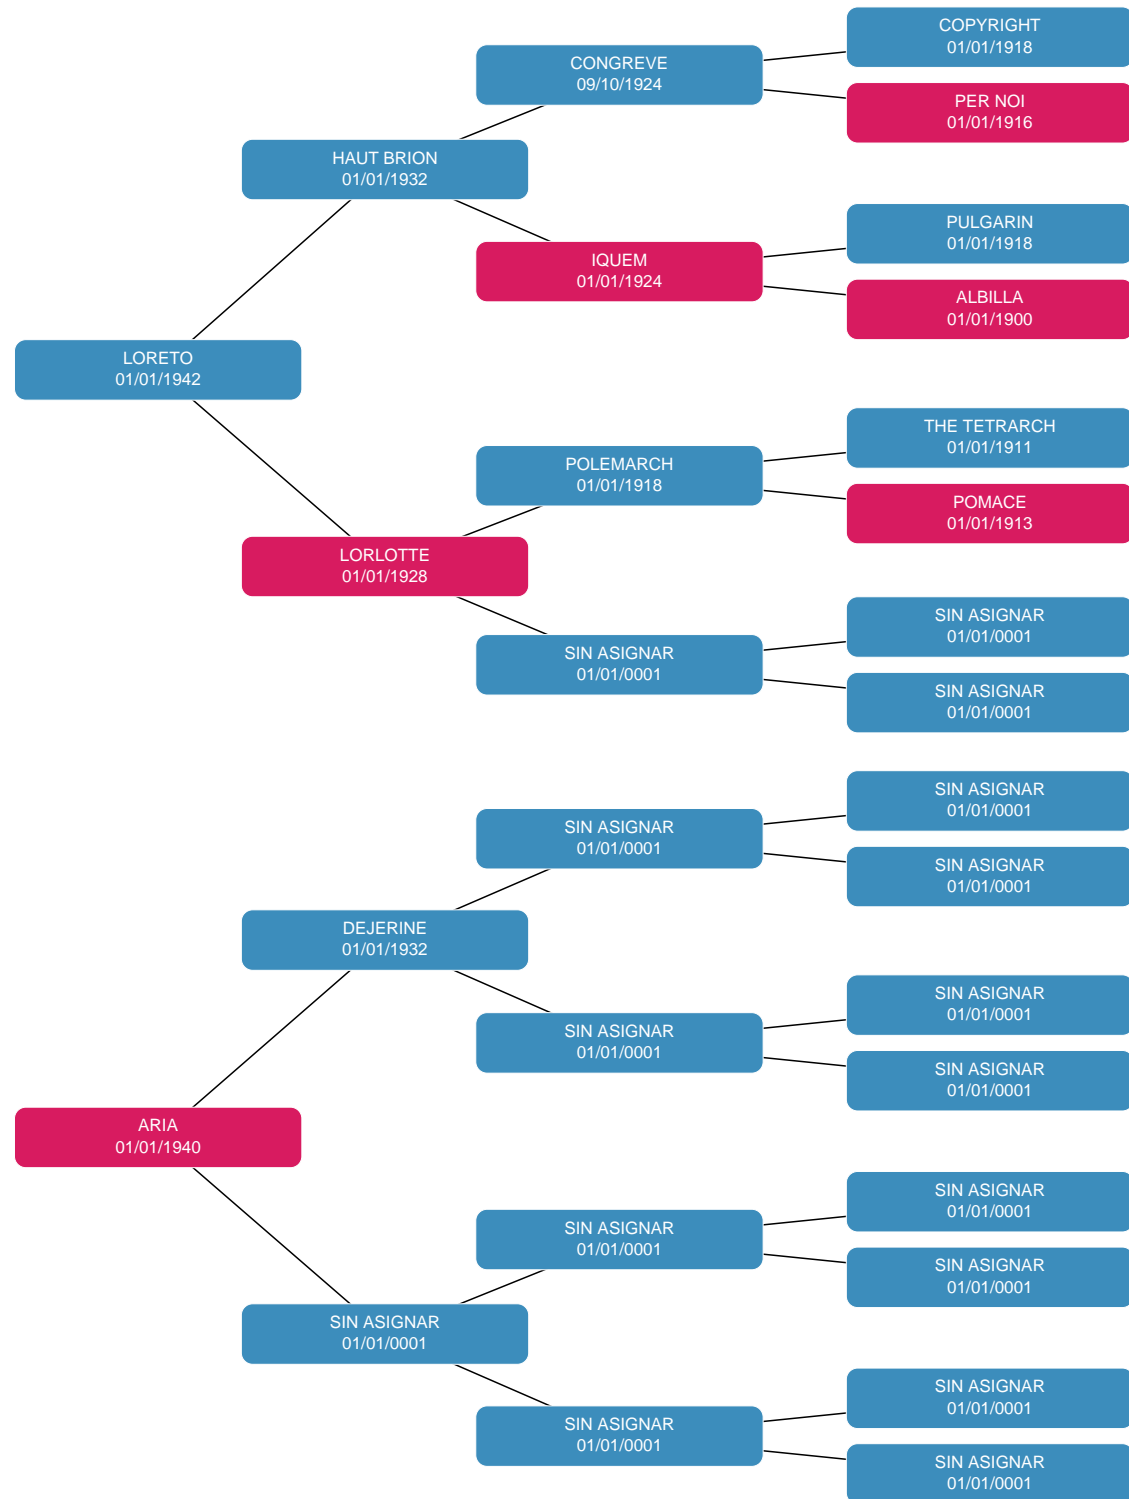 COPYRIGHT
01/01/1918
CONGREVE
09/10/1924
PER NOI
01/01/1916
HAUT BRION
01/01/1932
PULGARIN
01/01/1918
IQUEM
01/01/1924
ALBILLA
01/01/1900
LORETO
01/01/1942
THE TETRARCH
01/01/1911
POLEMARCH
01/01/1918
POMACE
01/01/1913
LORLOTTE
01/01/1928
SIN ASIGNAR
01/01/0001
SIN ASIGNAR
01/01/0001
SIN ASIGNAR
01/01/0001
SIN ASIGNAR
01/01/0001
SIN ASIGNAR
01/01/0001
SIN ASIGNAR
01/01/0001
DEJERINE
01/01/1932
SIN ASIGNAR
01/01/0001
SIN ASIGNAR
01/01/0001
SIN ASIGNAR
01/01/0001
ARIA
01/01/1940
SIN ASIGNAR
01/01/0001
SIN ASIGNAR
01/01/0001
SIN ASIGNAR
01/01/0001
SIN ASIGNAR
01/01/0001
SIN ASIGNAR
01/01/0001
SIN ASIGNAR
01/01/0001
SIN ASIGNAR
01/01/0001